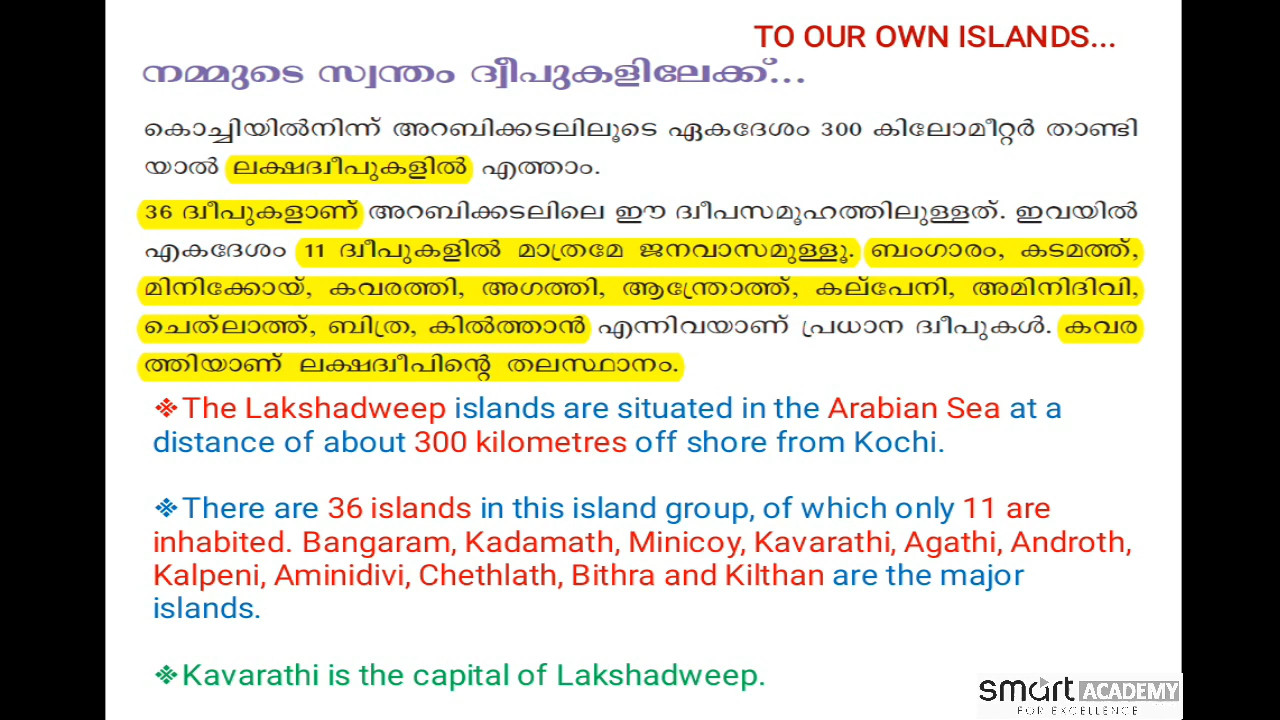 TO OUR OWN ISLANDS...
നമ്മുടെ സ്വന്തം ദ്വീപുകളിലേക്ക്...
കൊച്ചിയിൽനിന്ന് അറബിക്കടലിലൂടെ ഏകദേശം 300 കിലോമീറ്റർ താണ്ടി
യാൽ ലക്ഷദ്വീപുകളിൽ എത്താം.
36 ദ്വീപുകളാണ് അറബിക്കടലിലെ ഈ ദ്വീപസമൂഹത്തിലുള്ളത്. ഇവയിൽ
എകദേശം 11 ദ്വീപുകളിൽ മാത്രമേ ജനവാസമുള്ളൂ. ബംഗാരം, കടമത്ത്,
മിനിക്കോയ്, കവരത്തി, അഗത്തി, ആന്ത്രോത്ത്, കല്പേനി, അമിനിദിവി,
ചെത്‌ലാത്ത്, ബിത്ര, കിൽത്താൻ എന്നിവയാണ് പ്രധാന ദ്വീപുകൾ. കവര
ത്തിയാണ് ലക്ഷദ്വീപിന്റെ തലസ്ഥാനം.
❖The Lakshadweep islands are situated in the Arabian Sea at a
distance of about 300 kilometres off shore from Kochi.
❖There are 36 islands in this island group, of which only 11 are
inhabited. Bangaram, Kadamath, Minicoy, Kavarathi, Agathi, Androth,
Kalpeni, Aminidivi, Chethlath, Bithra and Kilthan are the major
islands.
❖Kavarathi is the capital of Lakshadweep.
smart ACADEMY
FOR EXCELLENCE